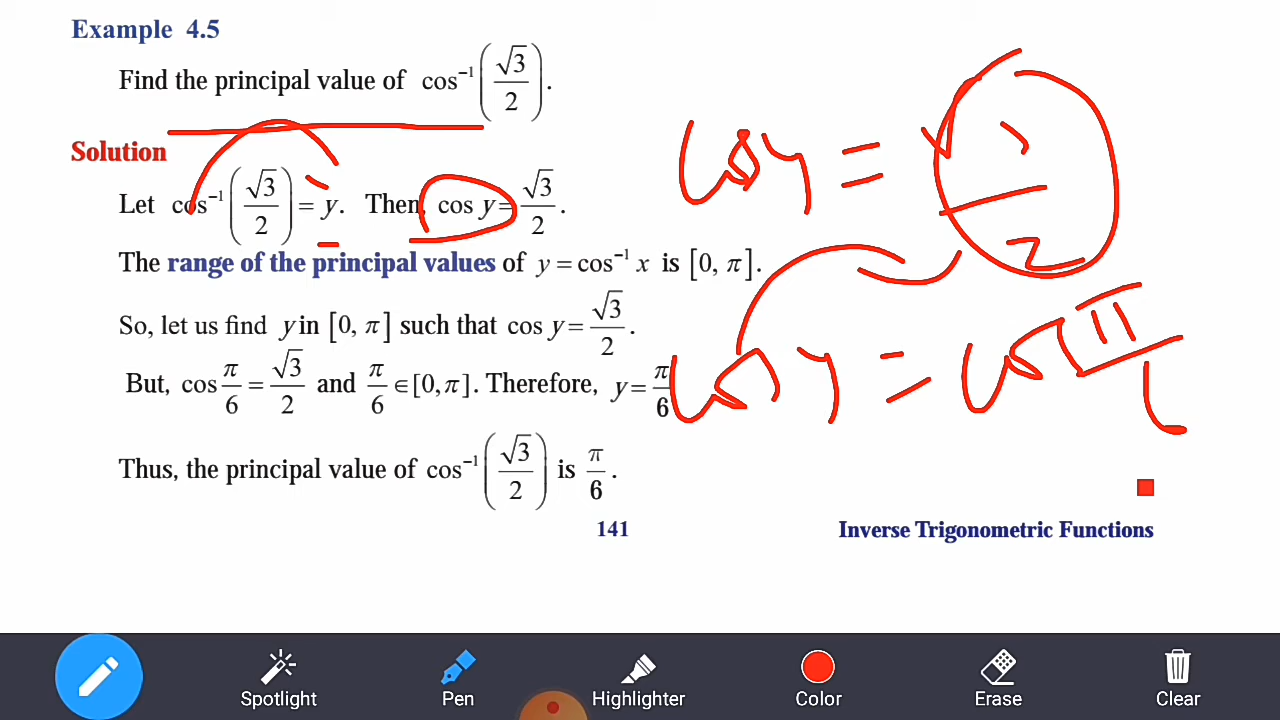 Example 4.5
Find the principal value of cos⁻¹(√3/2).
Solution
Let cos⁻¹(√3/2) = y. Then, cos y = √3/2.
cos y = √3/2
The range of the principal values of y = cos⁻¹ x is [0, π].
So, let us find y in [0, π] such that cos y = √3/2.
But, cos π/6 = √3/2 and π/6 ∈ [0, π]. Therefore, y = π/6
cos y = cos π/
Thus, the principal value of cos⁻¹(√3/2) is π/6.
141 Inverse Trigonometric Functions
Spotlight Pen Highlighter Color Erase Clear